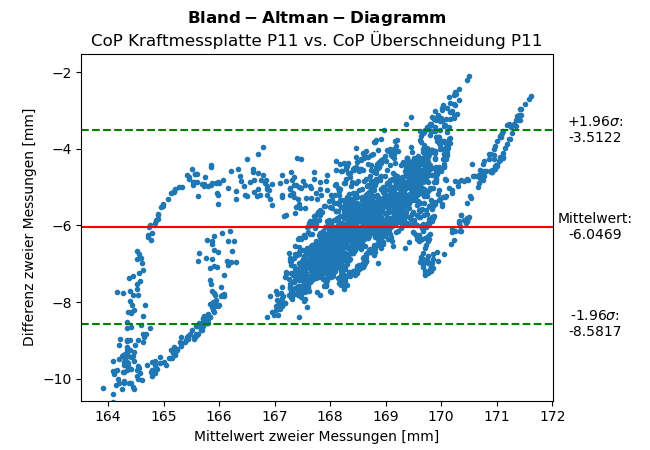 Bland − Altman − Diagramm
CoP Kraftmessplatte P11 vs. CoP Überschneidung P11
Differenz zweier Messungen [mm]
−2
−4
−6
−8
−10
+1.96σ:
-3.5122
Mittelwert:
-6.0469
-1.96σ:
-8.5817
164 165 166 167 168 169 170 171 172
Mittelwert zweier Messungen [mm]